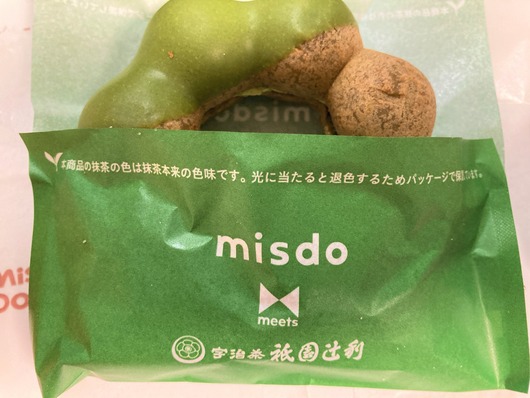 本商品の抹茶の色は抹茶本来の色味です。光に当たると退色するためパッケージで保護しています。
misdo
meets
宇治茶 祇園辻利